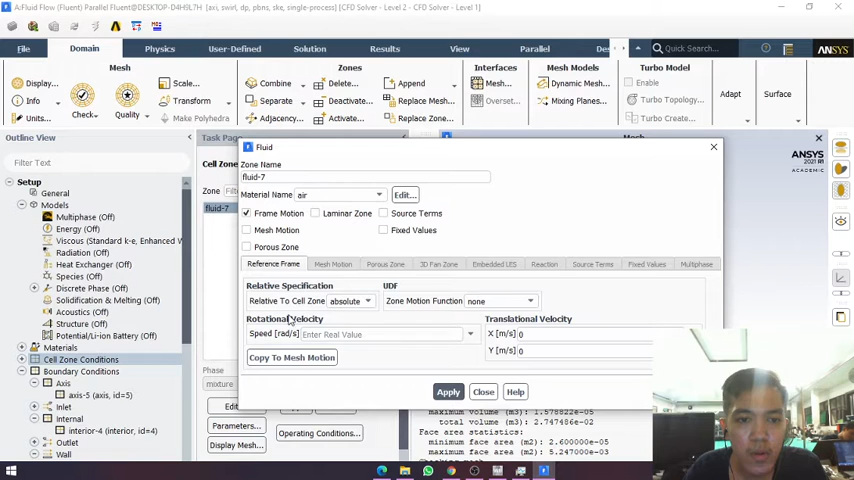 A:Fluid Flow (Fluent) Parallel Fluent@DESKTOP-D4H9L7H [axi, swirl, dp, pbns, ske, single-process] [CFD Solver - Level 2 - CFD Solver - Level 1]
File Domain Physics User-Defined Solution Results View Parallel Des Quick Search... ANSYS
Mesh Zones Interfaces Mesh Models Turbo Model
Display... Scale... Combine Delete... Append Mesh... Dynamic Mesh... Enable
Info Transform Separate Deactivate... Replace Mesh... Overset... Mixing Planes... Turbo Topology... Adapt Surface
Units... Check Quality Make Polyhedra Adjacency... Activate... Replace Zone... Turbo Create...
Outline View
Filter Text
Setup
General
Models
Multiphase (Off)
Energy (Off)
Viscous (Standard k-e, Enhanced W
Radiation (Off)
Heat Exchanger (Off)
Species (Off)
Discrete Phase (Off)
Solidification & Melting (Off)
Acoustics (Off)
Structure (Off)
Potential/Li-ion Battery (Off)
Cell Zone Conditions
Boundary Conditions
Axis
axis-5 (axis, id=5)
Inlet
Internal
interior-4 (interior, id=4)
Outlet
Wall
Task Page
Cell Zone
Zone Filt
fluid-7
Phase
mixture
Edit
Parameters...
Display Mesh...
Operating Conditions...
Mesh
ANSYS
2021 R1
ACADEMIC
Fluid
Zone Name
fluid-7
Material Name air Edit...
Frame Motion Laminar Zone Source Terms
Mesh Motion Fixed Values
Porous Zone
Reference Frame Mesh Motion Porous Zone 3D Fan Zone Embedded LES Reaction Source Terms Fixed Values Multiphase
Relative Specification UDF
Relative To Cell Zone absolute Zone Motion Function none
Rotational Velocity Translational Velocity
Speed [rad/s] Enter Real Value X [m/s] 0
Copy To Mesh Motion Y [m/s] 0
Apply Close Help
maximum volume (m3): 1.578822e-05
total volume (m3): 2.748706e-02
Face area statistics:
minimum face area (m2): 2.600000e-05
maximum face area (m2): 5.247000e-03